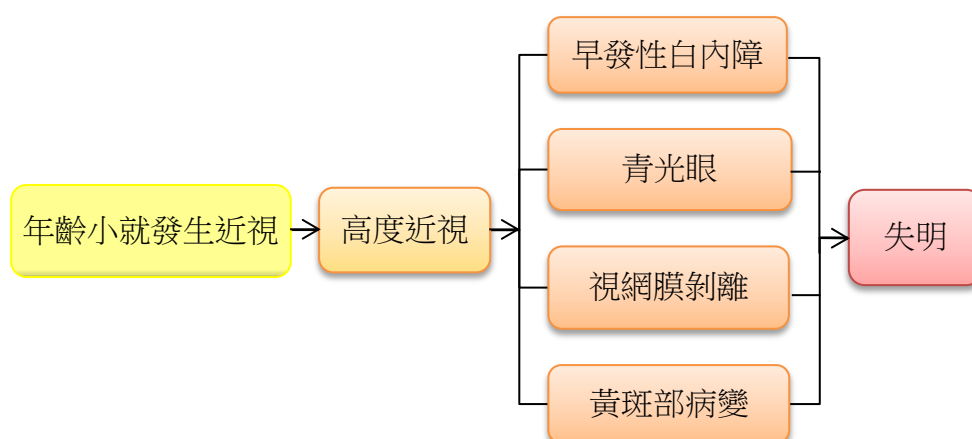 年齡小就發生近視
高度近視
早發性白內障
青光眼
視網膜剝離
黃斑部病變
失明